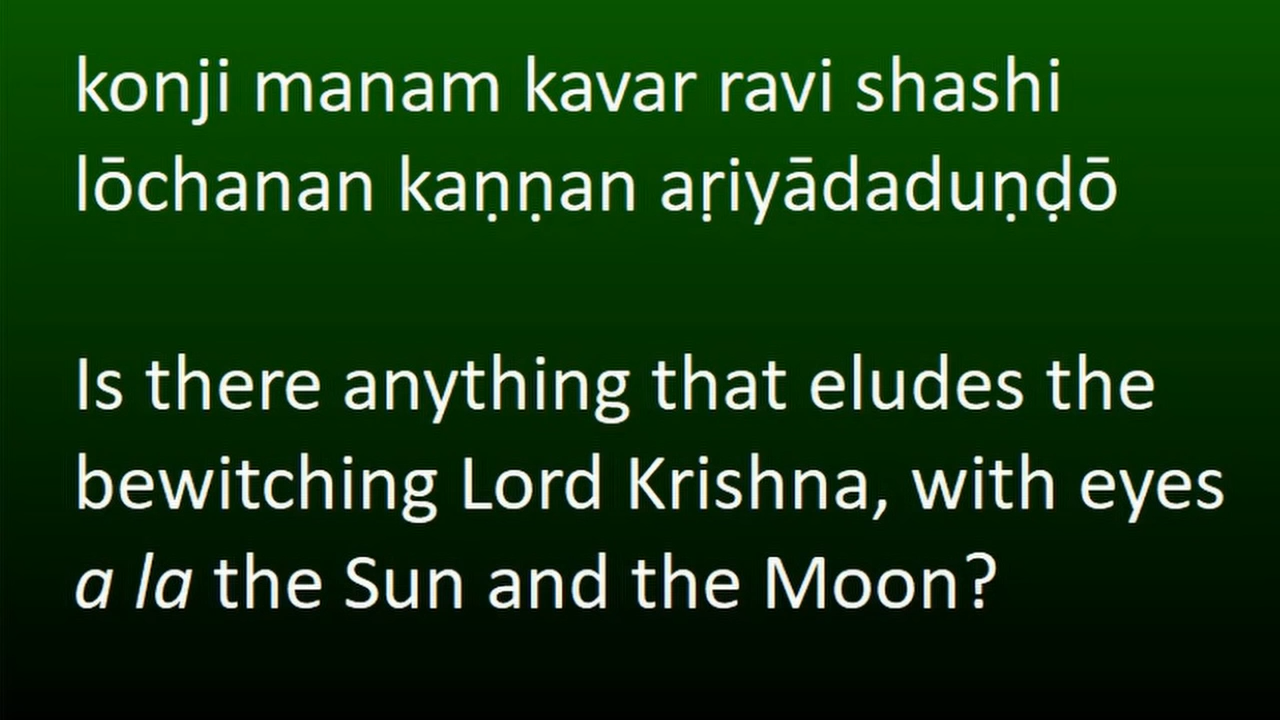 konji manam kavar ravi shashi
lōchanan kaṇṇan aṛiyādaduṇḍō
Is there anything that eludes the
bewitching Lord Krishna, with eyes
a la the Sun and the Moon?